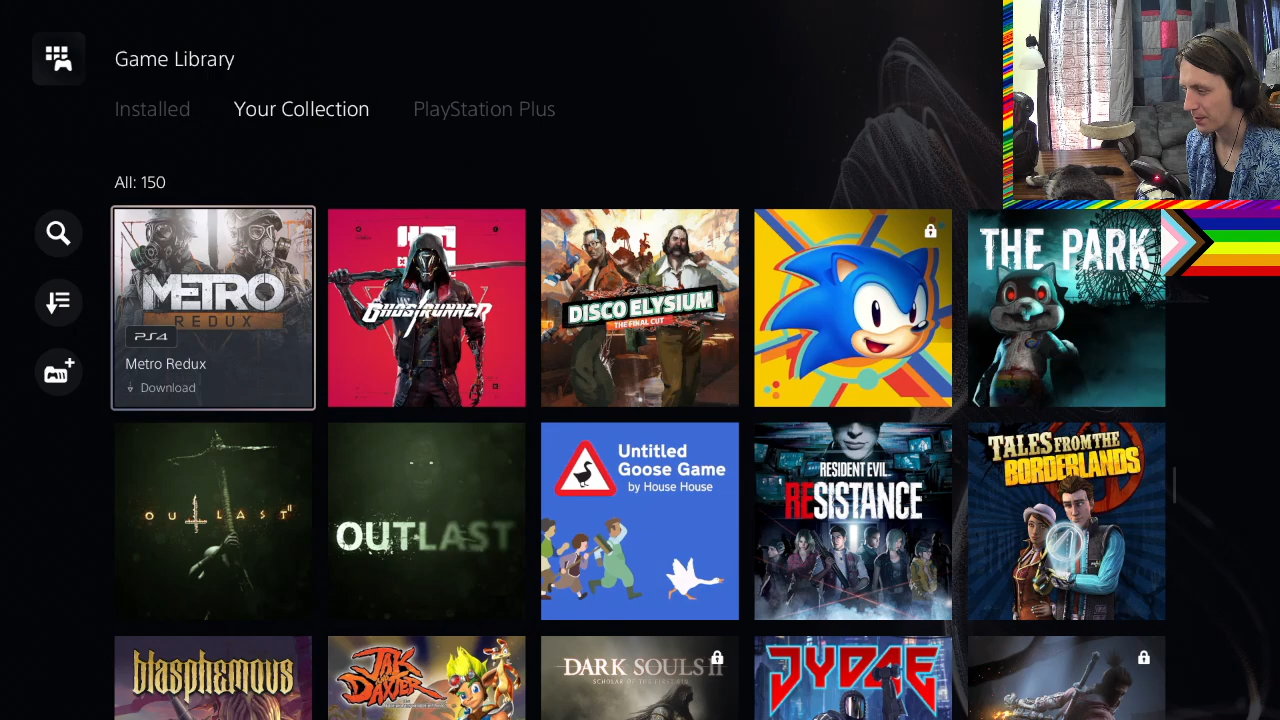 Game Library
Installed
Your Collection
PlayStation Plus
All: 150
METRO
REDUX
PS4
Metro Redux
Download
GHOSTRUNNER
DISCO ELYSIUM
THE FINAL CUT
THE PARK
OUTLAST II
OUTLAST
Untitled
Goose Game
by House House
RESIDENT EVIL
RESISTANCE
TALES FROM THE
BORDERLANDS
blasphemous
JAK AND
DAXTER
DARK SOULS II
SCHOLAR OF THE FIRST SIN